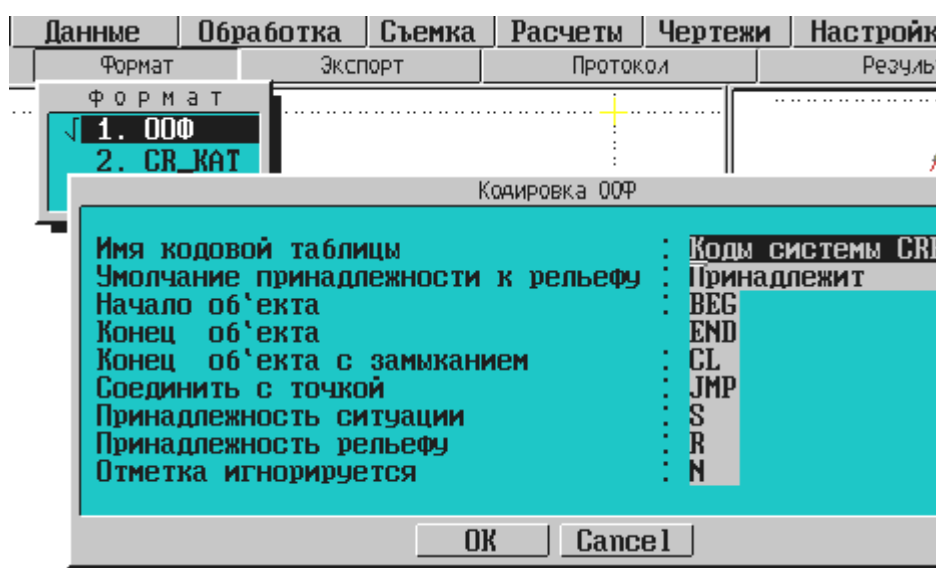 Данные Обработка Съемка Расчеты Чертежи
Формат Экспорт Протокол
Формат
√ 1. ООФ
2. CR_КАТ
Кодировка ООФ
Имя кодовой таблицы : Коды системы
Умолчание принадлежности к рельефу : Принадлежит
Начало об'екта : BEG
Конец об'екта END
Конец об'екта с замыканием : CL
Соединить с точкой : JMP
Принадлежность ситуации : S
Принадлежность рельефу : R
Отметка игнорируется : N
OK Cancel